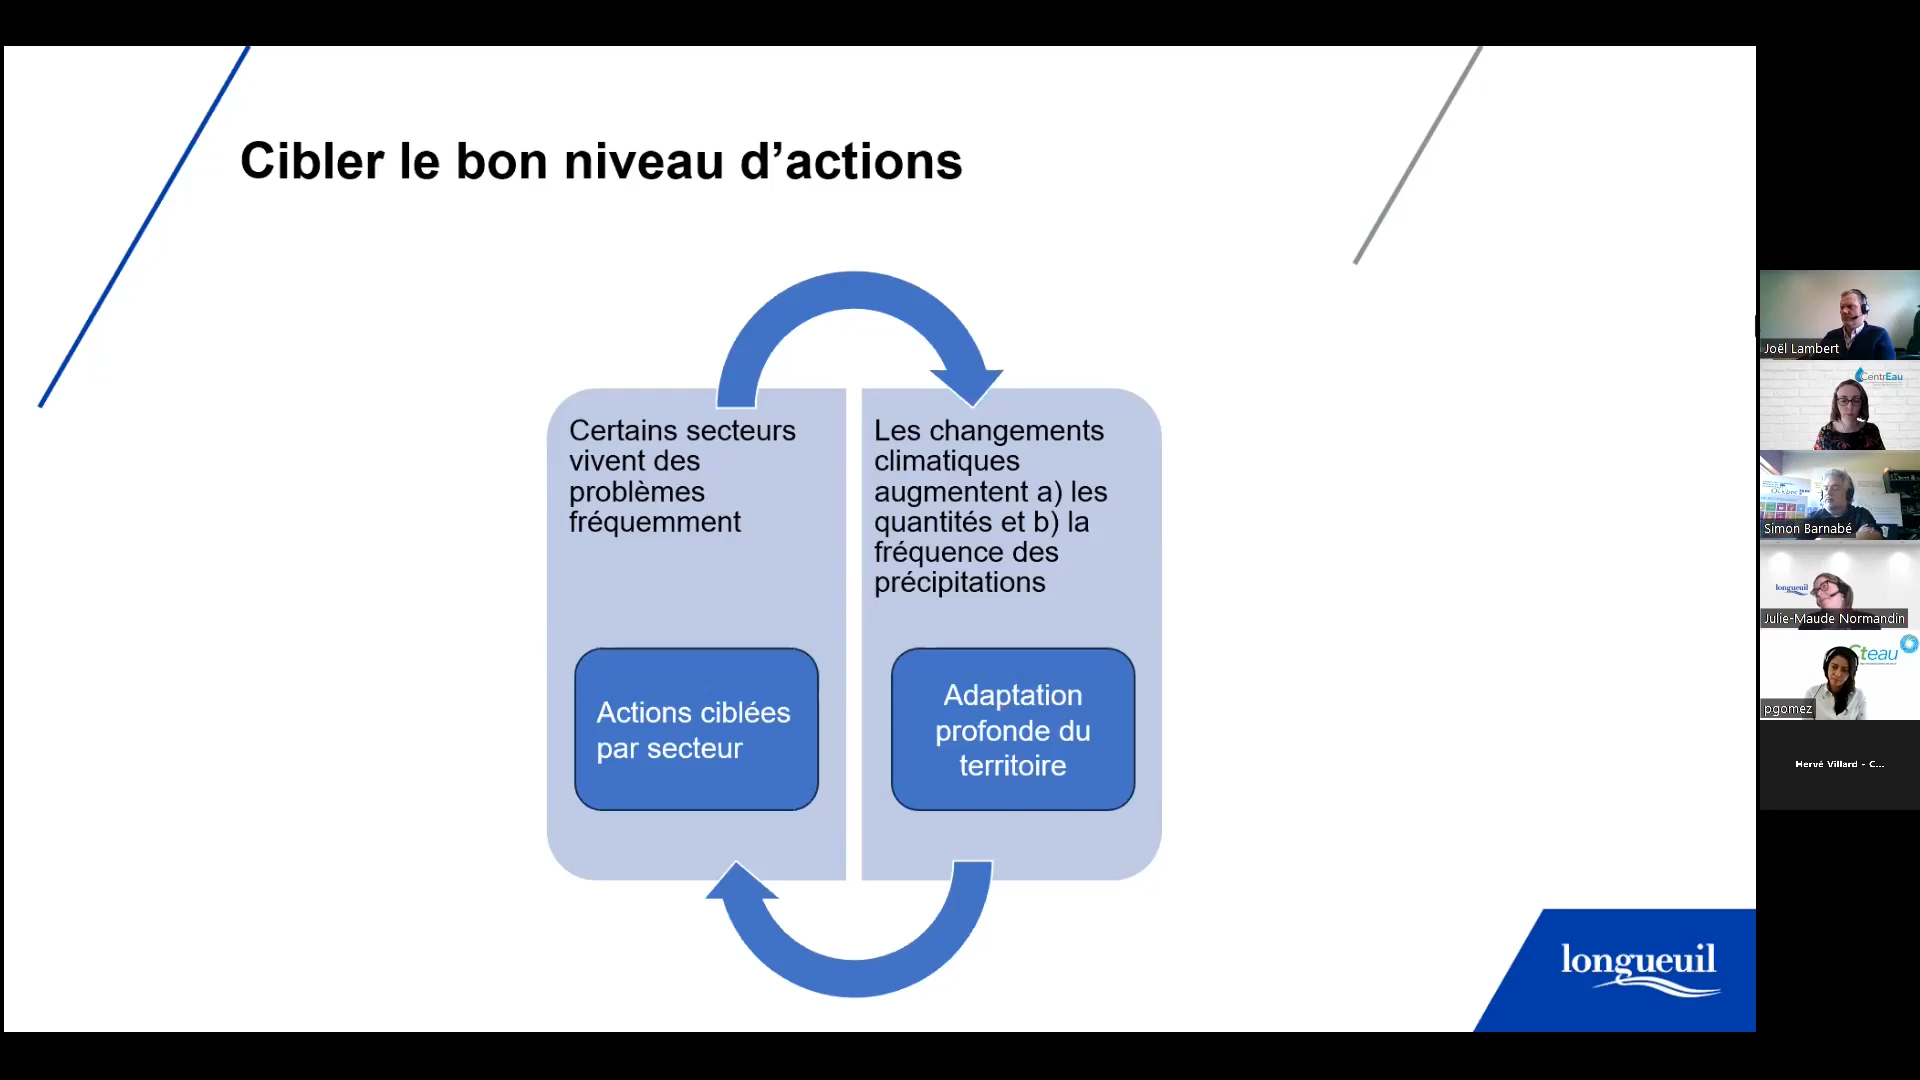 Cibler le bon niveau d’actions
Certains secteurs
vivent des
problèmes
fréquemment
Actions ciblées
par secteur
Les changements
climatiques
augmentent a) les
quantités et b) la
fréquence des
précipitations
Adaptation
profonde du
territoire
longueuil
Joël Lambert
CentrEau
Simon Barnabé
longueuil
Julie-Maude Normandin
cteau
pgomez
Hervé Villard - C...